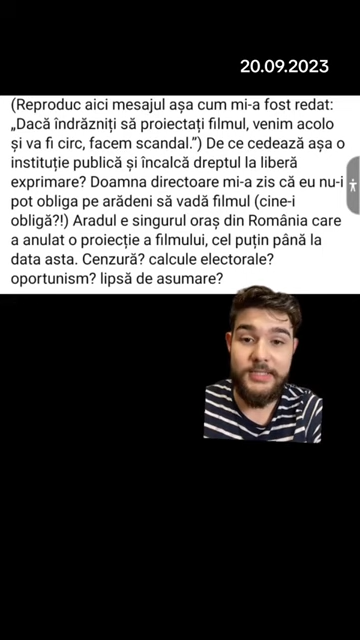 20.09.2023
(Reproduc aici mesajul așa cum mi-a fost redat:
„Dacă îndrăzniți să proiectați filmul, venim acolo
și va fi circ, facem scandal.”) De ce cedează așa o
instituție publică și încalcă dreptul la liberă
exprimare? Doamna directoare mi-a zis că eu nu-i
pot obliga pe arădeni să vadă filmul (cine-i
obligă?!) Aradul e singurul oraș din România care
a anulat o proiecție a filmului, cel puțin până la
data asta. Cenzură? calcule electorale?
oportunism? lipsă de asumare?